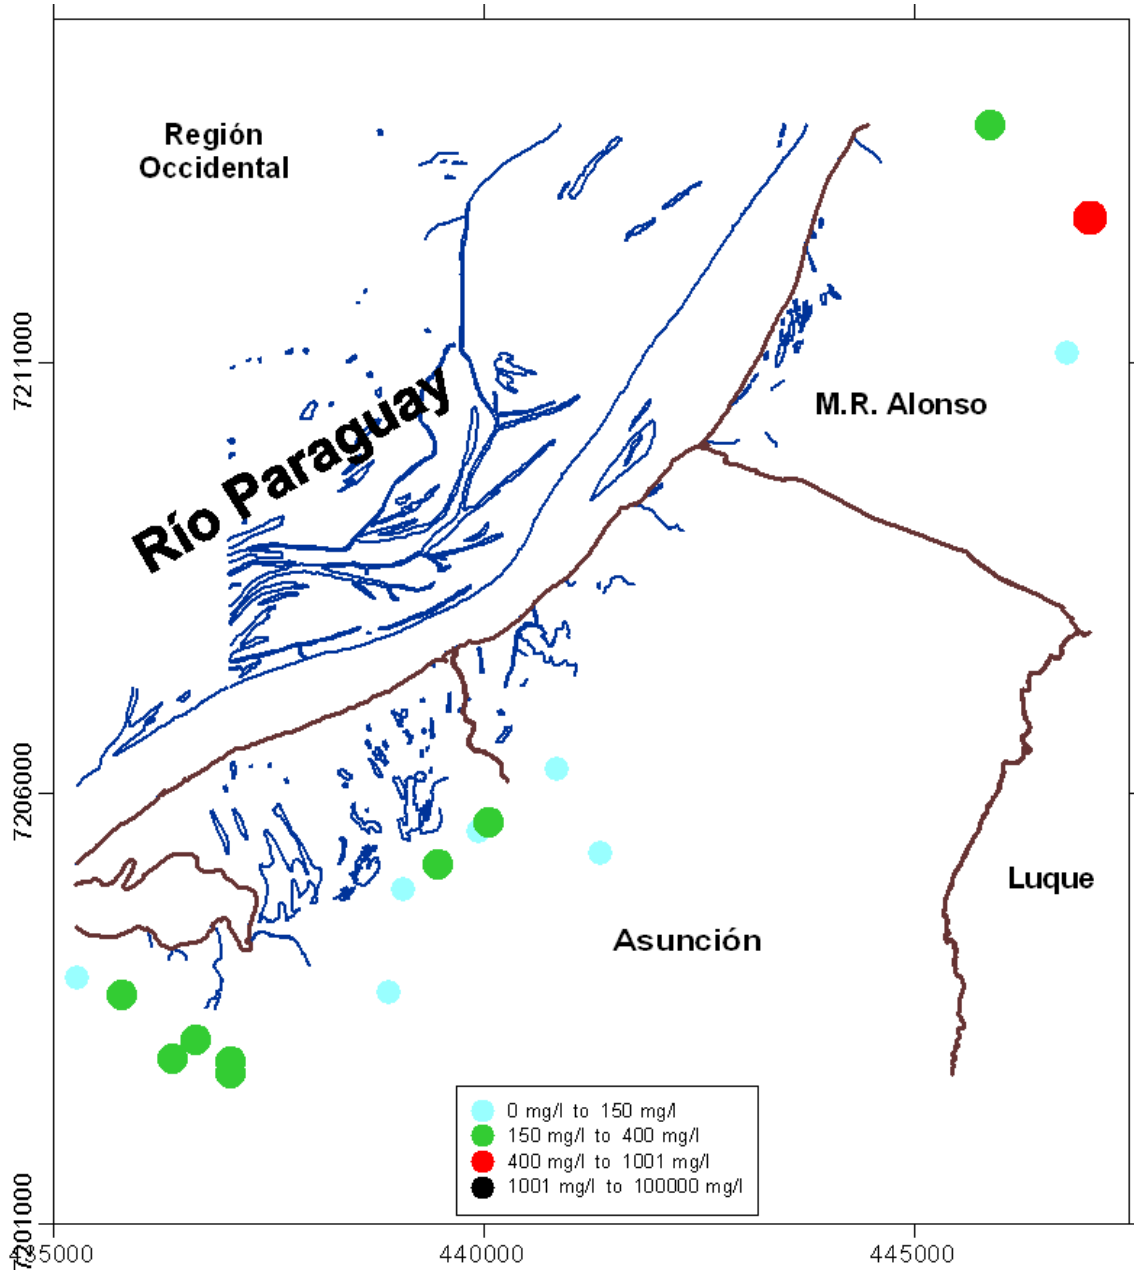 Región
Occidental
7211000
Río Paraguay
M.R. Alonso
7206000
Luque
Asunción
0 mg/l to 150 mg/l
150 mg/l to 400 mg/l
400 mg/l to 1001 mg/l
1001 mg/l to 100000 mg/l
7201000
435000
440000
445000